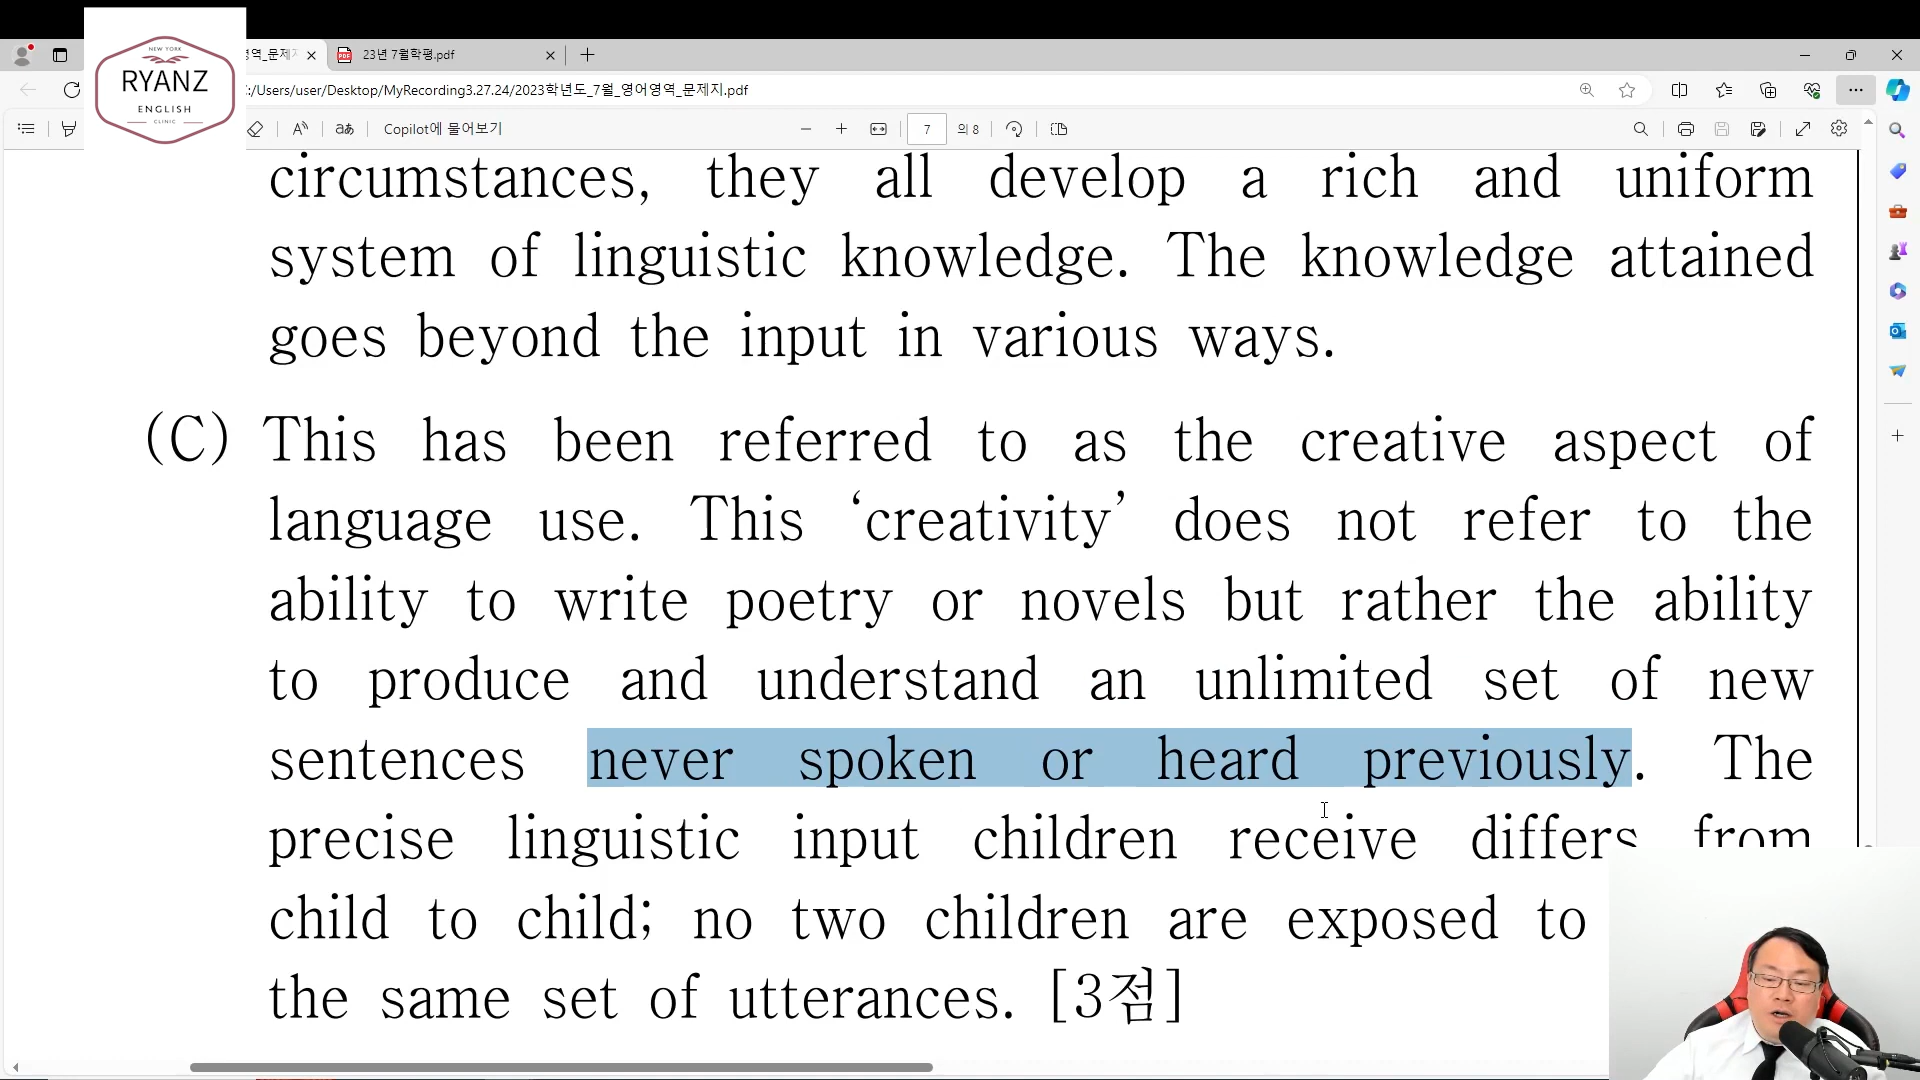 NEW YORK
RYANZ
ENGLISH
CLINIC
영역_문제지
23년 7월학평.pdf
:/Users/user/Desktop/MyRecording3.27.24/2023학년도_7월_영어영역_문제지.pdf
Copilot에 물어보기
7 의 8
circumstances, they all develop a rich and uniform
system of linguistic knowledge. The knowledge attained
goes beyond the input in various ways.
(C) This has been referred to as the creative aspect of
language use. This ‘creativity’ does not refer to the
ability to write poetry or novels but rather the ability
to produce and understand an unlimited set of new
sentences never spoken or heard previously. The
precise linguistic input children receive differs from
child to child; no two children are exposed to
the same set of utterances. [3점]